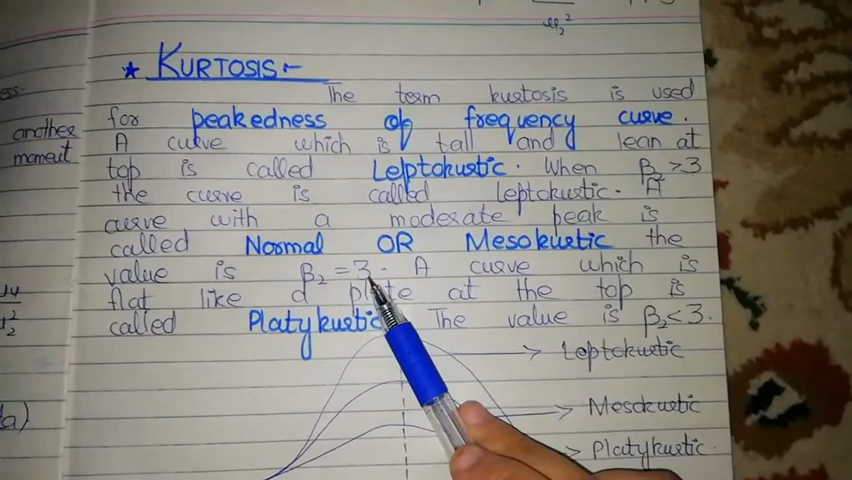 μ₂²
* KURTOSIS:-
The term kurtosis is used
for peakedness of frequency curve.
A curve which is tall and lean at
top is called Leptokurtic. When β₂>3
the curve is called leptokurtic. A
curve with a moderate peak is
called Normal OR Mesokurtic the
value is β₂=3. A curve which is
flat like a plate at the top is
called Platykurtic The value is β₂<3.
Leptokurtic
Mesokurtic
Platykurtic.
another
moment